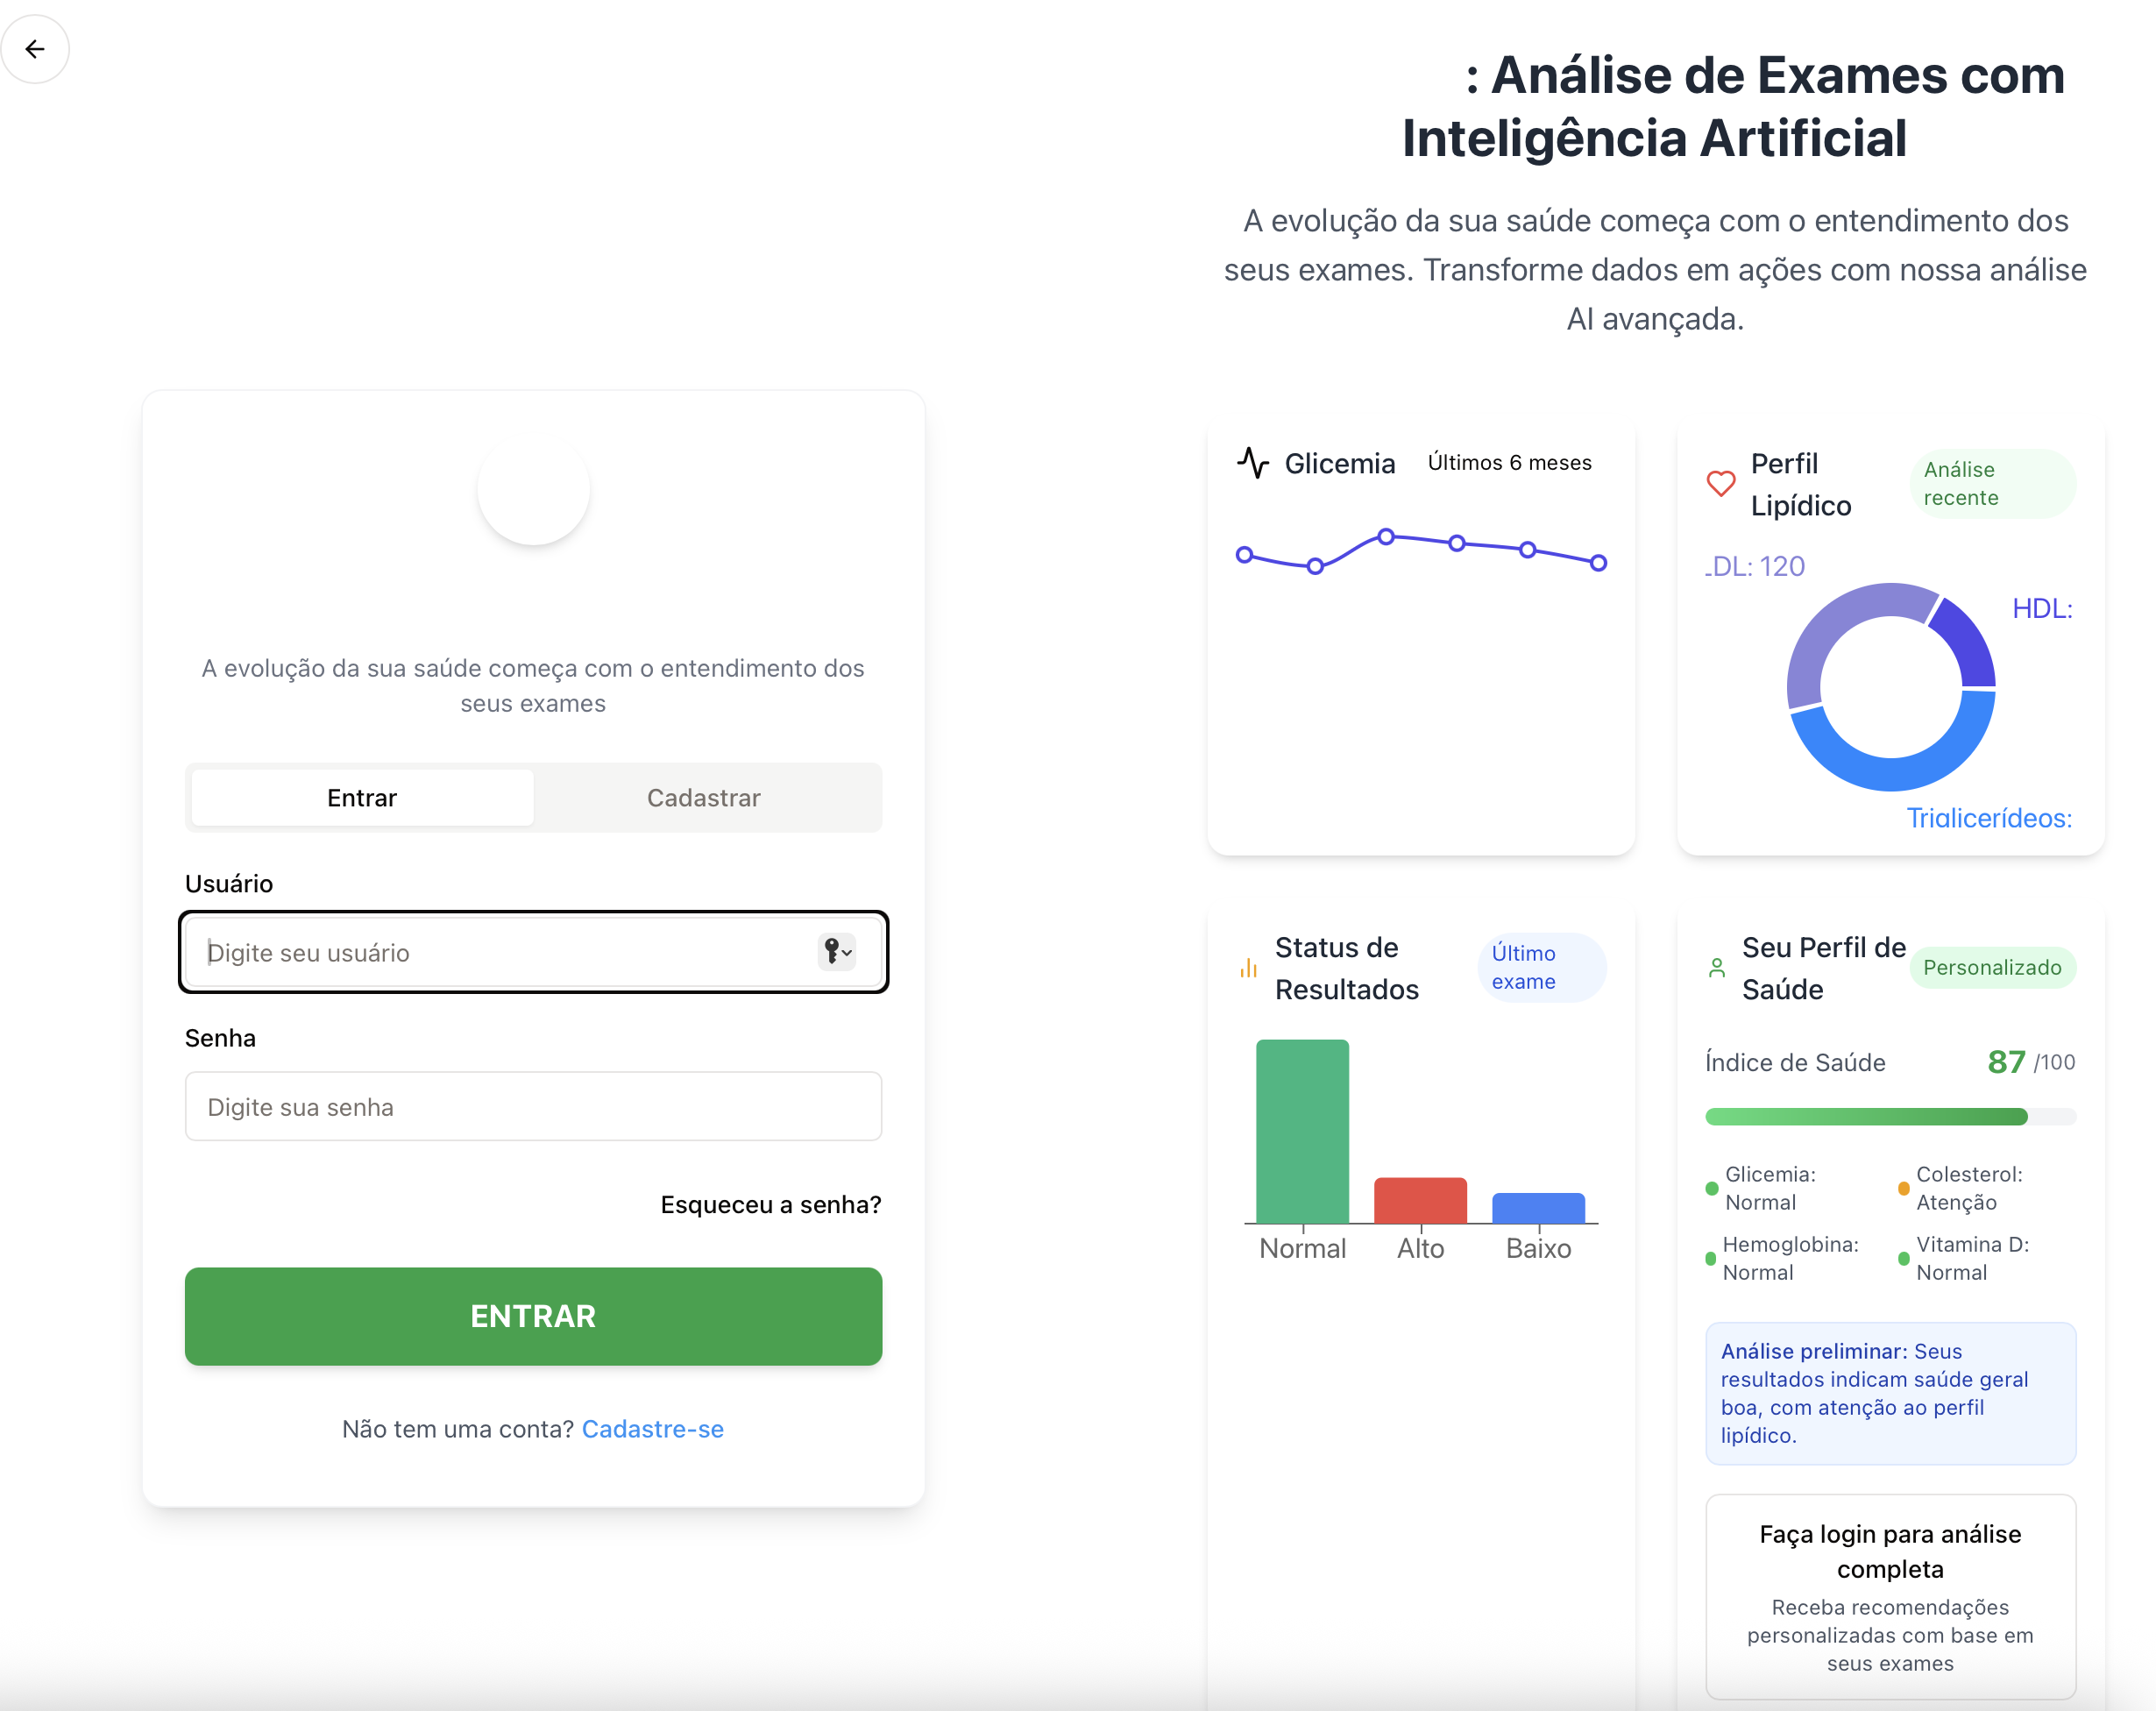 : Análise de Exames com
Inteligência Artificial
A evolução da sua saúde começa com o entendimento dos
seus exames. Transforme dados em ações com nossa análise
AI avançada.
A evolução da sua saúde começa com o entendimento dos
seus exames
Entrar
Cadastrar
Usuário
Digite seu usuário
Senha
Digite sua senha
Esqueceu a senha?
ENTRAR
Não tem uma conta? Cadastre-se
Glicemia
Últimos 6 meses
Perfil
Lipídico
Análise
recente
LDL: 120
HDL:
Triglicerídeos:
Status de
Resultados
Último
exame
Normal
Alto
Baixo
Seu Perfil de
Saúde
Personalizado
Índice de Saúde
87 /100
Glicemia:
Normal
Colesterol:
Atenção
Hemoglobina:
Normal
Vitamina D:
Normal
Análise preliminar: Seus
resultados indicam saúde geral
boa, com atenção ao perfil
lipídico.
Faça login para análise
completa
Receba recomendações
personalizadas com base em
seus exames